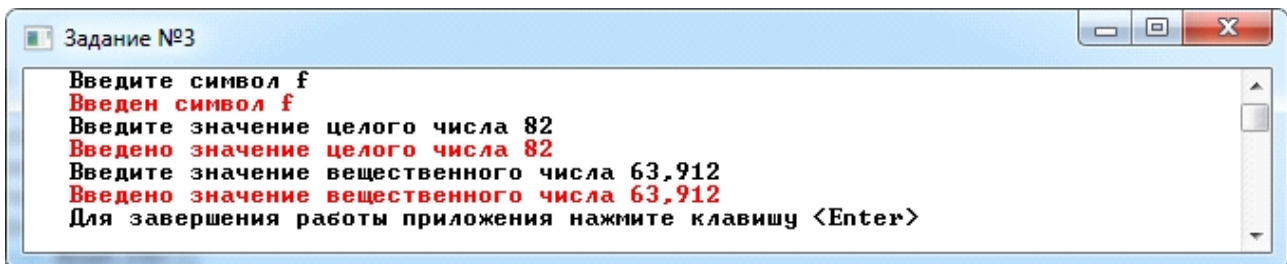 Задание №3
Введите символ f
Введен символ f
Введите значение целого числа 82
Введено значение целого числа 82
Введите значение вещественного числа 63,912
Введено значение вещественного числа 63,912
Для завершения работы приложения нажмите клавишу <Enter>